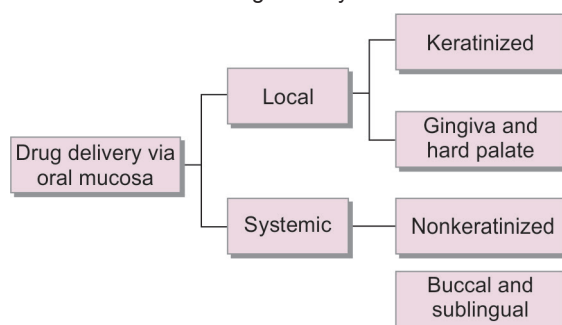 Keratinized
Local
Gingiva and
hard palate
Drug delivery via
oral mucosa
Systemic
Nonkeratinized
Buccal and
sublingual